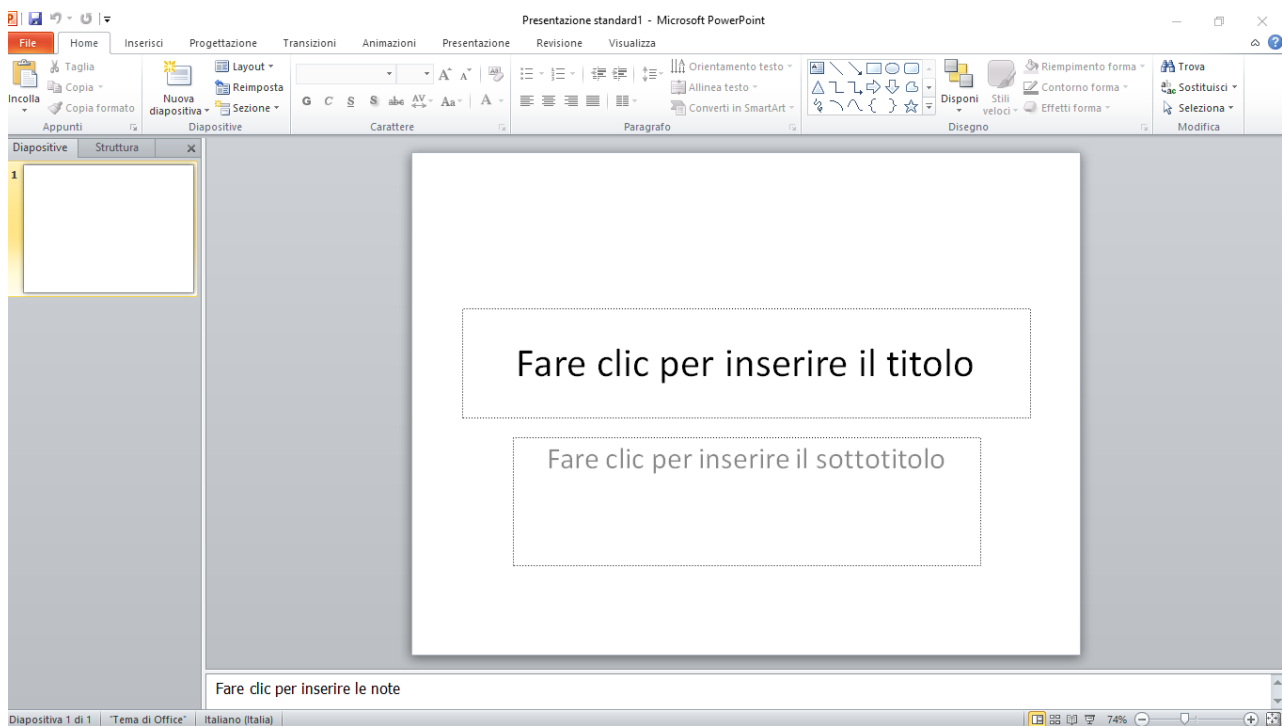 Presentazione standard1 - Microsoft PowerPoint
File Home Inserisci Progettazione Transizioni Animazioni Presentazione Revisione Visualizza
Incolla
Taglia
Copia
Copia formato
Appunti
Nuova
diapositiva
Layout
Reimposta
Sezione
Diapositive
G C S S abc AV Aa A
Carattere
Orientamento testo
Allinea testo
Converti in SmartArt
Paragrafo
Disponi
Stili
veloci
Riempimento forma
Contorno forma
Effetti forma
Disegno
Trova
Sostituisci
Seleziona
Modifica
Diapositive Struttura
1
Fare clic per inserire il titolo
Fare clic per inserire il sottotitolo
Fare clic per inserire le note
Diapositiva 1 di 1 "Tema di Office" Italiano (Italia) 74%